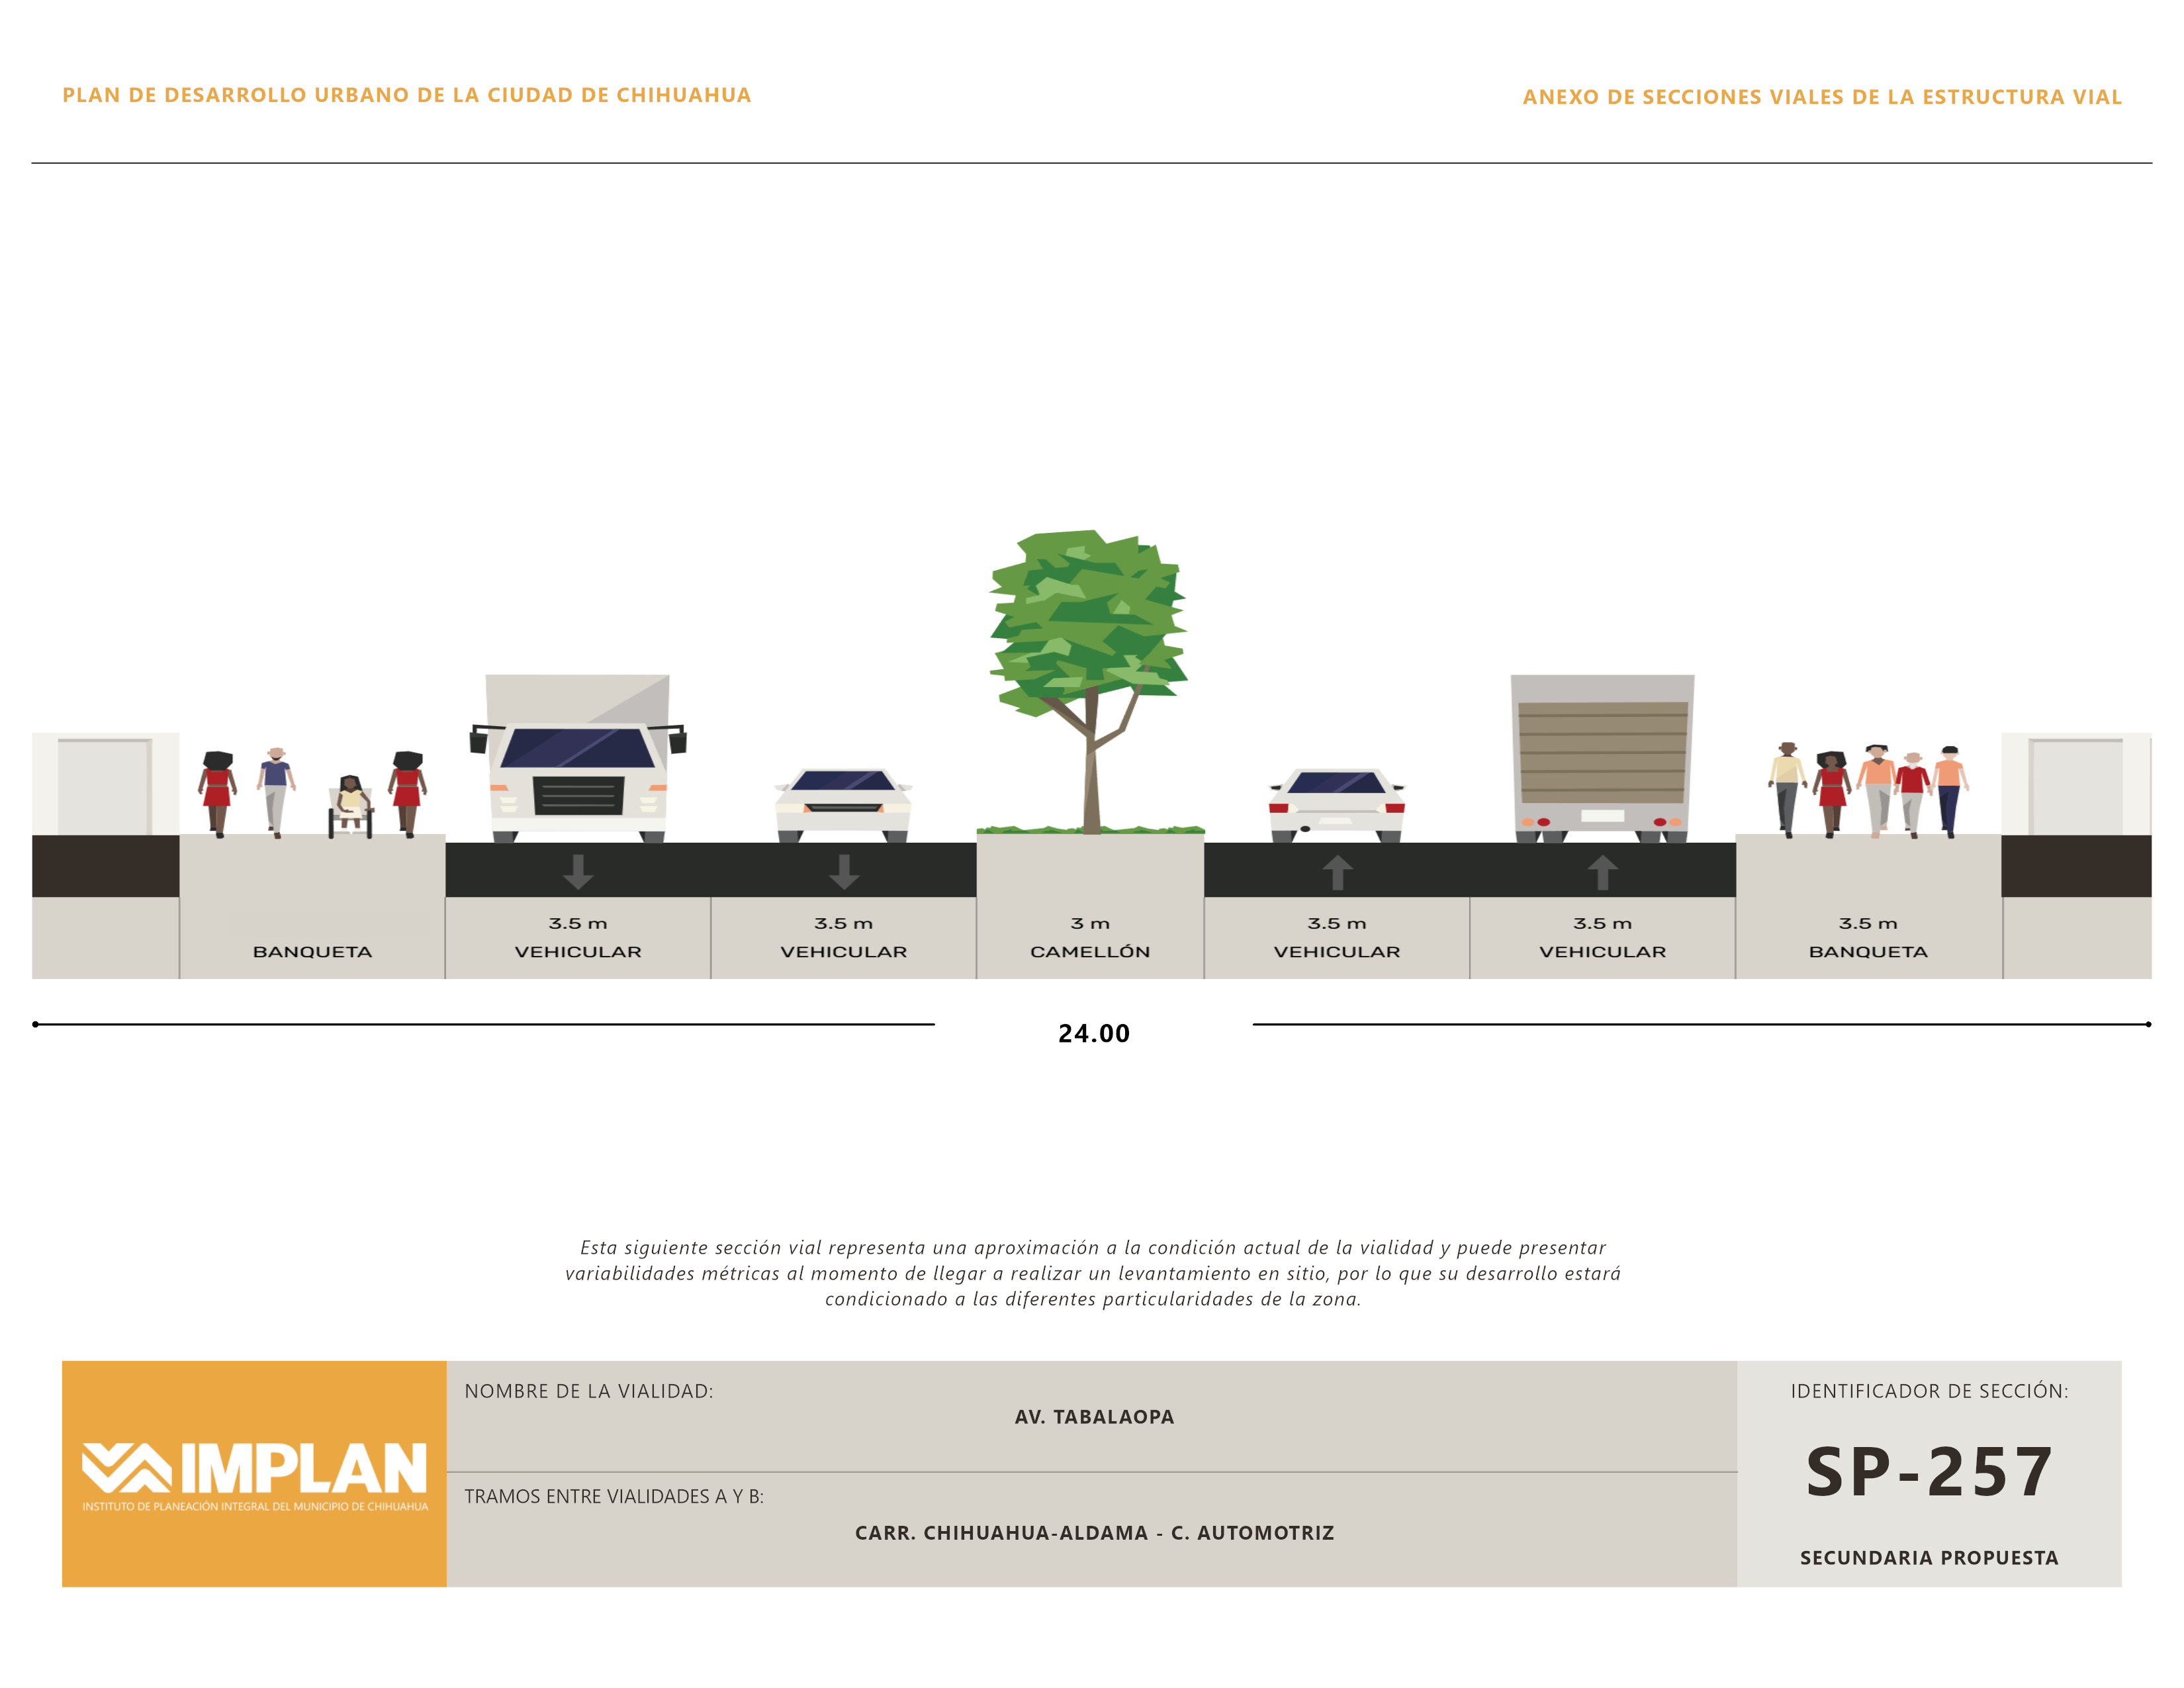 PLAN DE DESARROLLO URBANO DE LA CIUDAD DE CHIHUAHUA
ANEXO DE SECCIONES VIALES DE LA ESTRUCTURA VIAL
BANQUETA
3.5 m
VEHICULAR
3.5 m
VEHICULAR
3 m
CAMELLÓN
3.5 m
VEHICULAR
3.5 m
VEHICULAR
3.5 m
BANQUETA
24.00
Esta siguiente sección vial representa una aproximación a la condición actual de la vialidad y puede presentar
variabilidades métricas al momento de llegar a realizar un levantamiento en sitio, por lo que su desarrollo estará
condicionado a las diferentes particularidades de la zona.
IMPLAN
INSTITUTO DE PLANEACIÓN INTEGRAL DEL MUNICIPIO DE CHIHUAHUA
NOMBRE DE LA VIALIDAD:
AV. TABALAOPA
TRAMOS ENTRE VIALIDADES A Y B:
CARR. CHIHUAHUA-ALDAMA - C. AUTOMOTRIZ
IDENTIFICADOR DE SECCIÓN:
SP-257
SECUNDARIA PROPUESTA